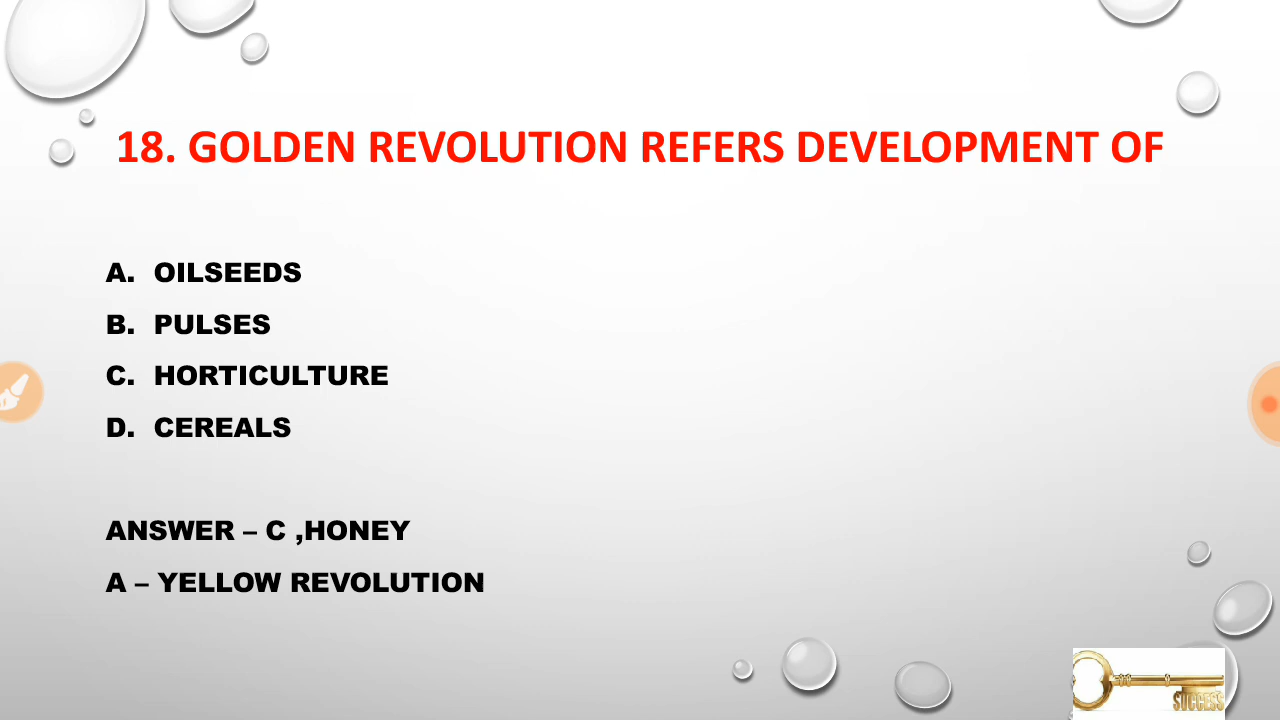 18. GOLDEN REVOLUTION REFERS DEVELOPMENT OF
A. OILSEEDS
B. PULSES
C. HORTICULTURE
D. CEREALS
ANSWER – C ,HONEY
A – YELLOW REVOLUTION
SUCCESS